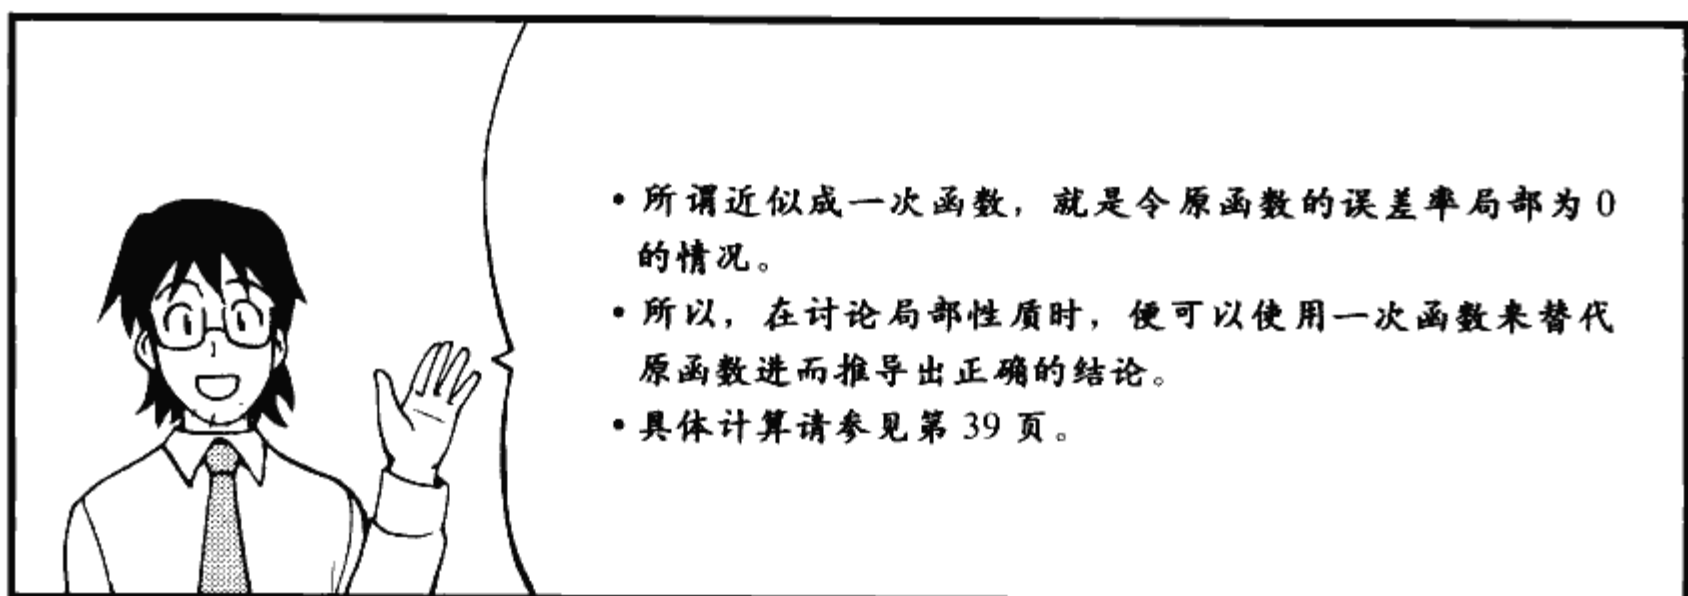 • 所谓近似成一次函数，就是令原函数的误差率局部为 0
的情况。
• 所以，在讨论局部性质时，便可以使用一次函数来替代
原函数进而推导出正确的结论。
• 具体计算请参见第 39 页。